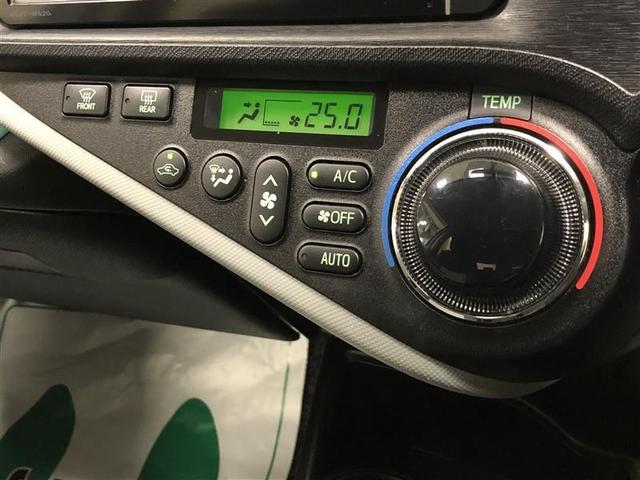 FRONT
REAR
25.0
TEMP
A/C
OFF
AUTO